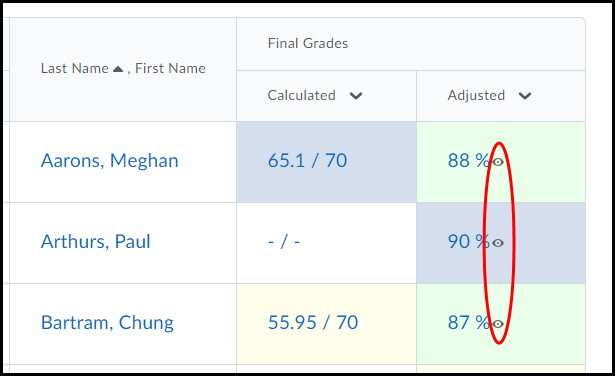 Final Grades
Last Name , First Name
Calculated
Adjusted
Aarons, Meghan 65.1 / 70 88 %
Arthurs, Paul - / - 90 %
Bartram, Chung 55.95 / 70 87 %